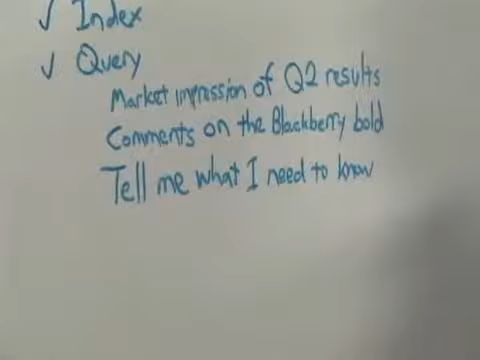 ✓ Index
✓ Query
Market impression of Q2 results
Comments on the Blackberry bold
Tell me what I need to know